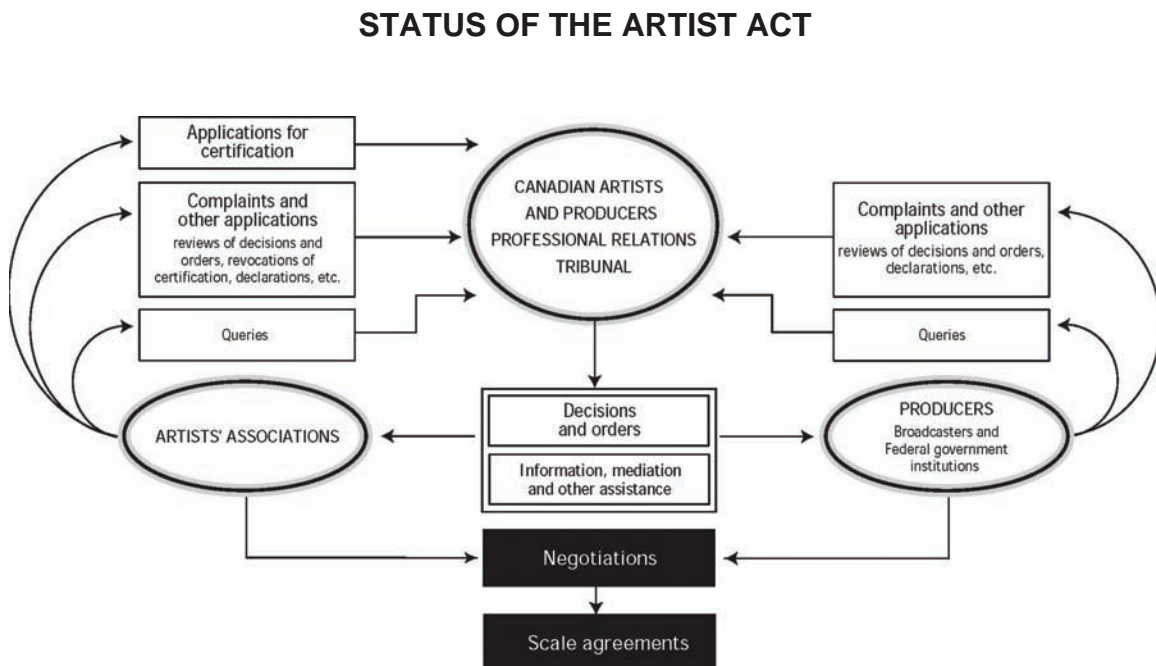 STATUS OF THE ARTIST ACT
Applications for
certification
Complaints and
other applications
reviews of decisions and
orders, revocations of
certification, declarations, etc.
Queries
CANADIAN ARTISTS
AND PRODUCERS
PROFESSIONAL RELATIONS
TRIBUNAL
Complaints and other
applications
reviews of decisions and orders,
declarations, etc.
Queries
ARTISTS' ASSOCIATIONS
Decisions
and orders
Information, mediation
and other assistance
PRODUCERS
Broadcasters and
Federal government
institutions
Negotiations
Scale agreements